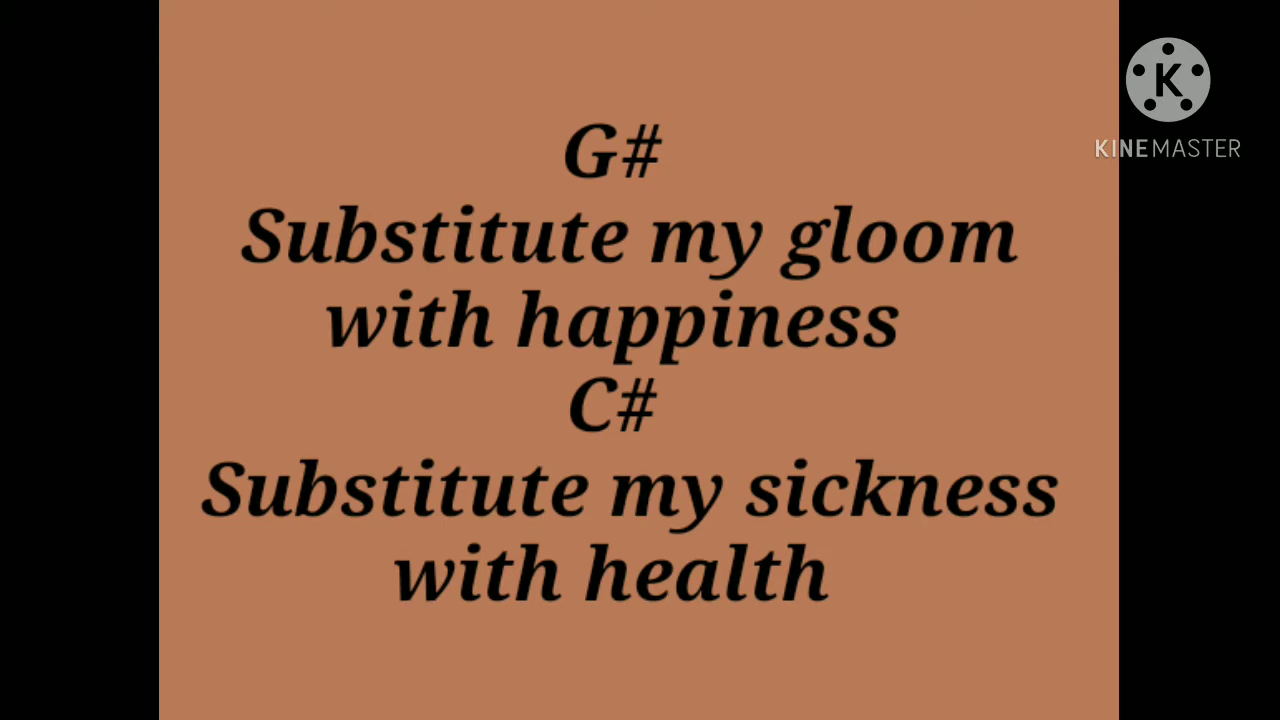 G#
Substitute my gloom
with happiness
C#
Substitute my sickness
with health
K
KINEMASTER